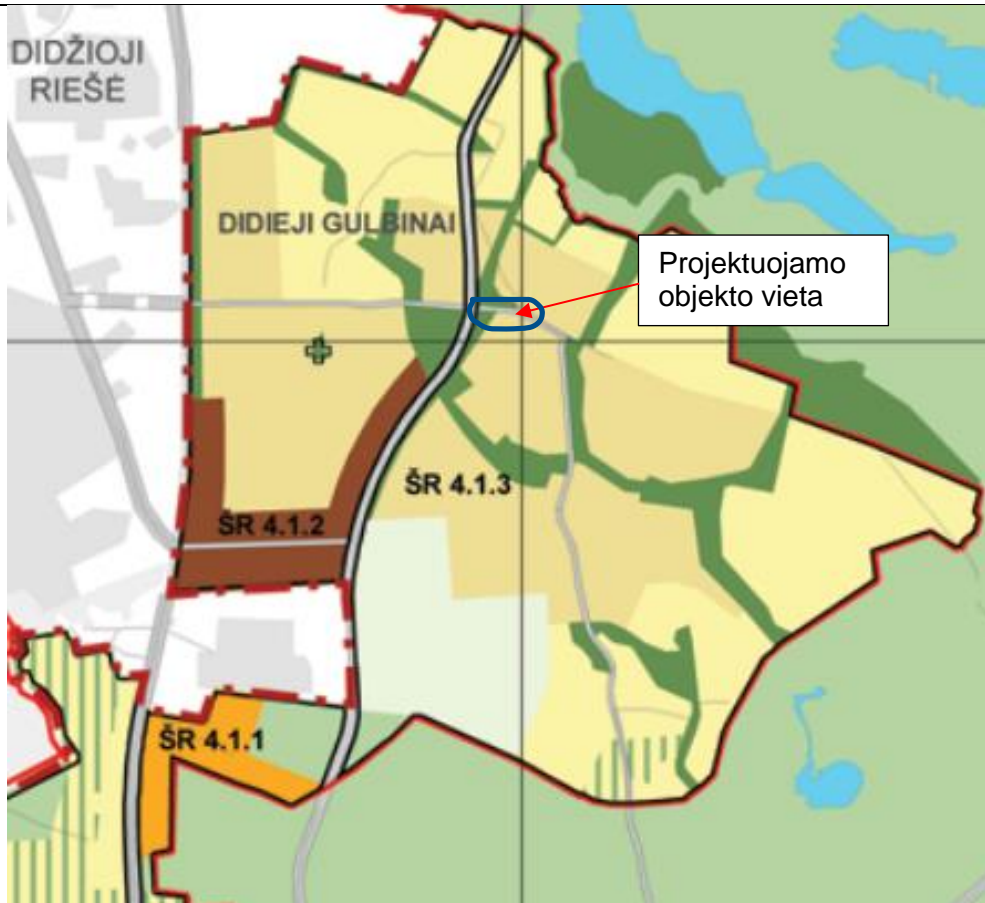 DIDŽIOJI
RIEŠĖ
DIDIEJI GULBINAI
Projektuojamo
objekto vieta
ŠR 4.1.3
ŠR 4.1.2
ŠR 4.1.1